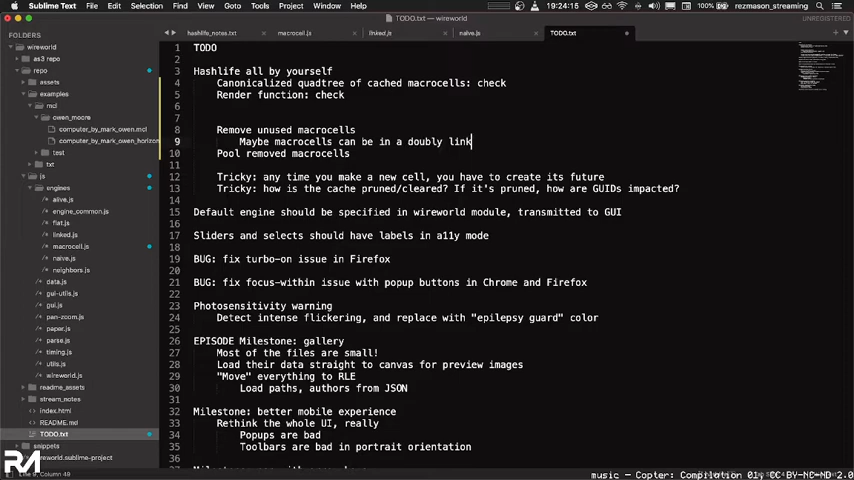 Sublime Text File Edit Selection Find View Goto Tools Project Window Help 100% 19:24:15 rezmason_streaming
TODO.txt — wireworld
UNREGISTERED
hashlife_notes.txt macrocell.js linked.js naive.js TODO.txt
FOLDERS
wireworld
as3 repo
repo
assets
examples
mcl
owen_moore
computer_by_mark_owen.mcl
computer_by_mark_owen_horizon
test
txt
js
engines
alive.js
engine_common.js
flat.js
linked.js
macrocell.js
naive.js
neighbors.js
data.js
gui-utils.js
gui.js
pan-zoom.js
paper.js
parse.js
timing.js
utils.js
wireworld.js
readme_assets
stream_notes
index.html
README.md
TODO.txt
snippets
wireworld.sublime-project
1 TODO
2
3 Hashlife all by yourself
4 Canonicalized quadtree of cached macrocells: check
5 Render function: check
6
7
8 Remove unused macrocells
9 Maybe macrocells can be in a doubly link
10 Pool removed macrocells
11
12 Tricky: any time you make a new cell, you have to create its future
13 Tricky: how is the cache pruned/cleared? If it's pruned, how are GUIDs impacted?
14
15 Default engine should be specified in wireworld module, transmitted to GUI
16
17 Sliders and selects should have labels in a11y mode
18
19 BUG: fix turbo-on issue in Firefox
20
21 BUG: fix focus-within issue with popup buttons in Chrome and Firefox
22
23 Photosensitivity warning
24 Detect intense flickering, and replace with "epilepsy guard" color
25
26 EPISODE Milestone: gallery
27 Most of the files are small!
28 Load their data straight to canvas for preview images
29 "Move" everything to RLE
30 Load paths, authors from JSON
31
32 Milestone: better mobile experience
33 Rethink the whole UI, really
34 Popups are bad
35 Toolbars are bad in portrait orientation
36
Line 9, Column 49
music - Copter: Compilation 01, CC BY-NC-ND 2.0